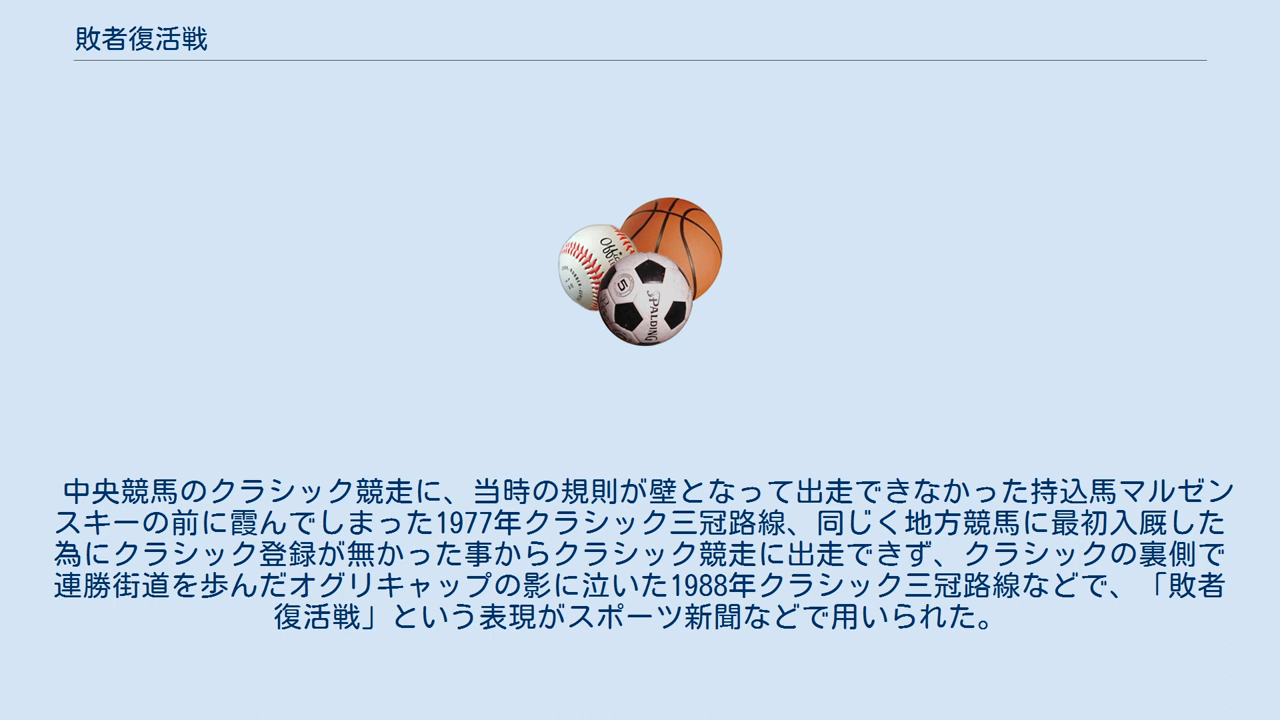 敗者復活戦
Offici
5
SPALDING
中央競馬のクラシック競走に、当時の規則が壁となって出走できなかった持込馬マルゼン
スキーの前に霞んでしまった1977年クラシック三冠路線、同じく地方競馬に最初入厩した
為にクラシック登録が無かった事からクラシック競走に出走できず、クラシックの裏側で
連勝街道を歩んだオグリキャップの影に泣いた1988年クラシック三冠路線などで、「敗者
復活戦」という表現がスポーツ新聞などで用いられた。